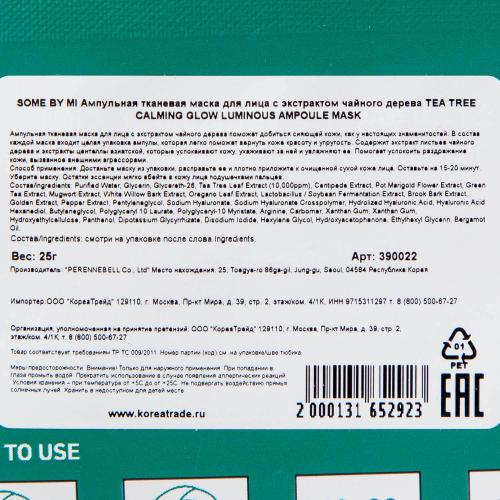 SOME BY MI Ампульная тканевая маска для лица с экстрактом чайного дерева TEA TREE
CALMING GLOW LUMINOUS AMPOULE MASK
Ампульная тканевая маска для лица с экстрактом чайного дерева поможет добиться сияющей кожи, как у настоящих знаменитостей. В состав
каждой маски входит целая упаковка ампулы, которая легко поможет вернуть коже красоту и упругость. Содержит экстракт листьев чайного
дерева и экстракты центеллы азиатской, которые успокаивают кожу, ухаживают за ней и увлажняют её. Помогает успокоить раздражение
кожи, вызванное внешними агрессорами.
Способ применения: Достаньте маску из упаковки, расправьте ее и плотно приложите к очищенной сухой коже. Оставьте на 15-20 минут.
Уберите маску. Остатки эссенции мягко вбейте в кожу лица подушечками пальцев.
Состав/Ingredients: Purified Water, Glycerin, Glycereth-26, Tea Tree Leaf Extract (10,000ppm), Centipede Extract, Pot Marigold Flower Extract, Green
Tea Extract, Mugwort Extract, White Willow Bark Extract, Oregano Leaf Extract, Lactobacillus / Soybean Fermentation Extract, Brook Bark Extract,
Golden Extract, Pepper Extract, Pentylglycol, Sodium Hyaluronate, Sodium Hyaluronate Crosspolymer, Hydrolized Hyaluronic Acid, Hyaluronic Acid
Hexanediol, Butyleneglycol, Polyglyceryl 10 Laurate, Polyglyceryl-10 Myristate, Arginine, Carbomer, Xanthan Gum, Xanthan Gum,
Hydroxyethylcellulose, Panthenol, Dipotassium Glycyrrhizate, Disodium Iodate, Hexylene Glycol, Hydroxyacetophenone, Ethylhexyl Glycerin, Bergamot
Oil.
Состав/Ingredients: смотри на упаковке после слова Ingredients.
Вес: 25г
Арт: 390022
Производитель: "PERENNEBELL Co., Ltd" Место нахождения: 25, Toegye-ro 86ga-gil, Jung-gu, Seoul, 04584 Республика Корея
Импортер ООО "КореаТрейд" 129110, г. Москва, Пр-кт Мира, д. 39, стр. 2, этаж/ком. 4/1К, ИНН 9715311297 т. 8 (800) 500-67-27
Организация, уполномоченная на принятие претензий: ООО "КореаТрейд" 129110, г. Москва, Пр-кт Мира, д. 39, стр. 2, этаж/ком. 4/1К,
т. 8 (800) 500-67-27
Товар соответствует требованиям ТР ТС 009/2011 Номер партии (код) см. на упаковке/шве тюбика
Меры предосторожности: Внимание! Только для наружного применения. При попадании в
глаза промыть водой. Прекратить использование в случае появления аллергических реакций.
Условия хранения – при температуре от +5С до от +25С. Не подвергать воздействию прямых
солнечных лучей. Хранить в недоступном для детей месте
www.koreatrade.ru
2 000131 652923
01
PET
EAC
TO USE